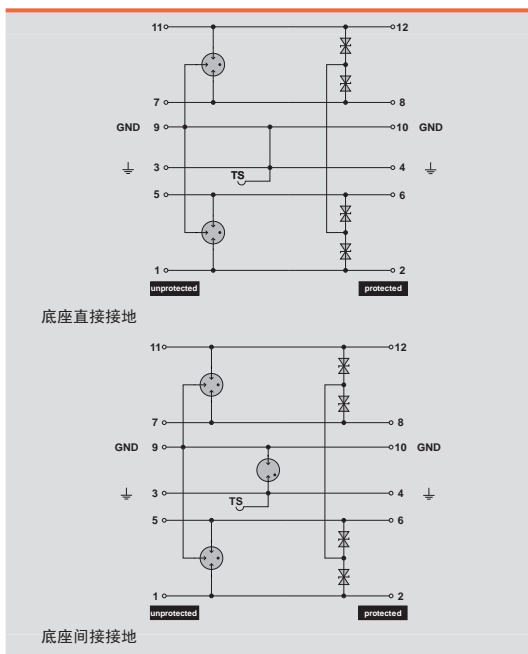 11 12
7 8
GND 9 10 GND
3 4
TS
5 6
1 2
unprotected protected
底座直接接地
11 12
7 8
GND 9 10 GND
3 4
TS
5 6
1 2
unprotected protected
底座间接接地